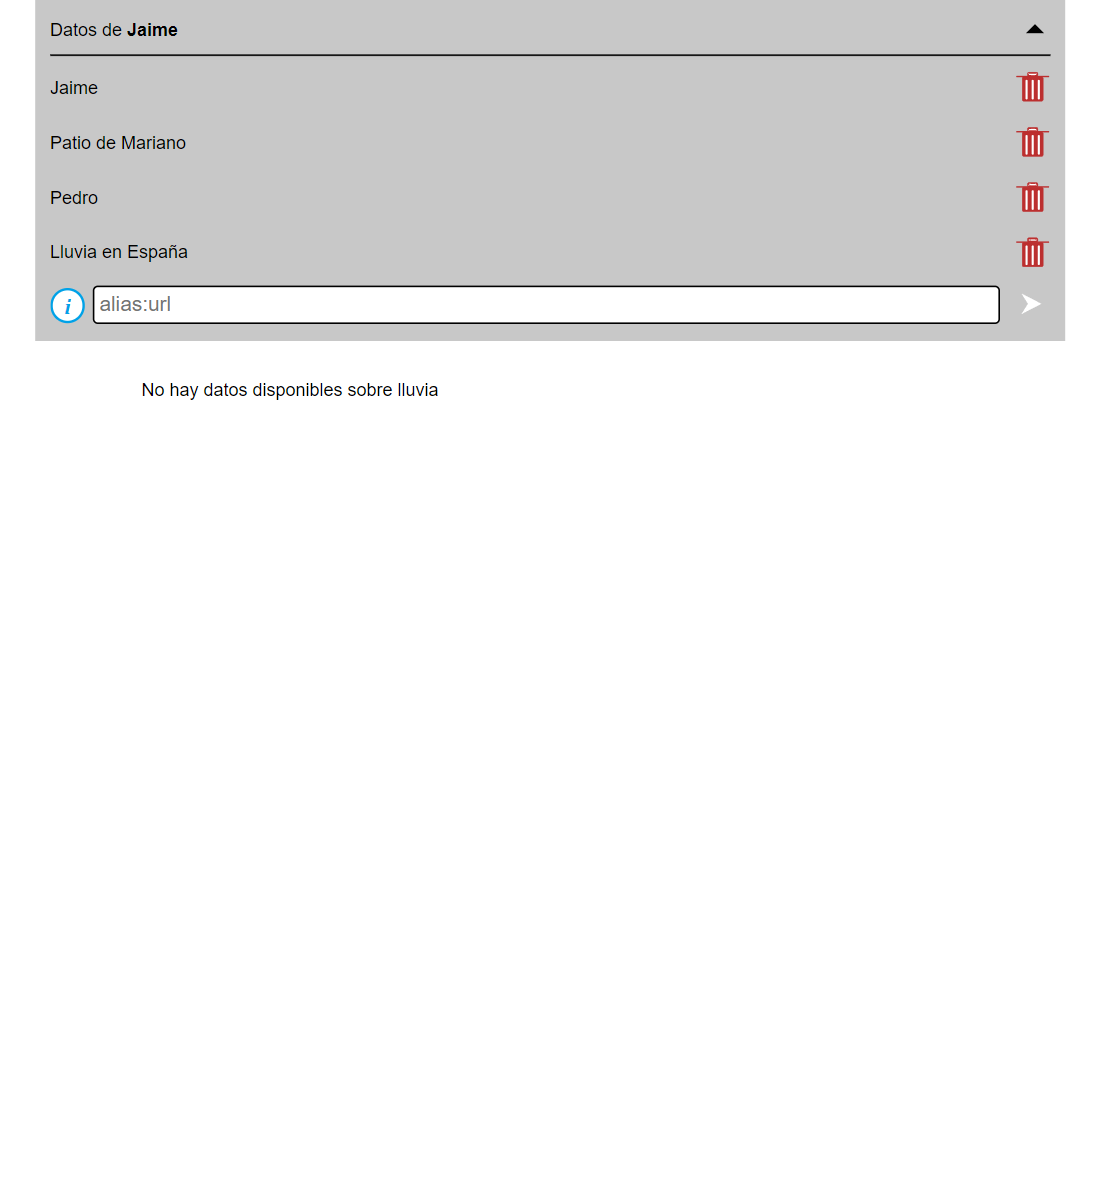 Datos de Jaime
Jaime
Patio de Mariano
Pedro
Lluvia en España
i alias:url
No hay datos disponibles sobre lluvia